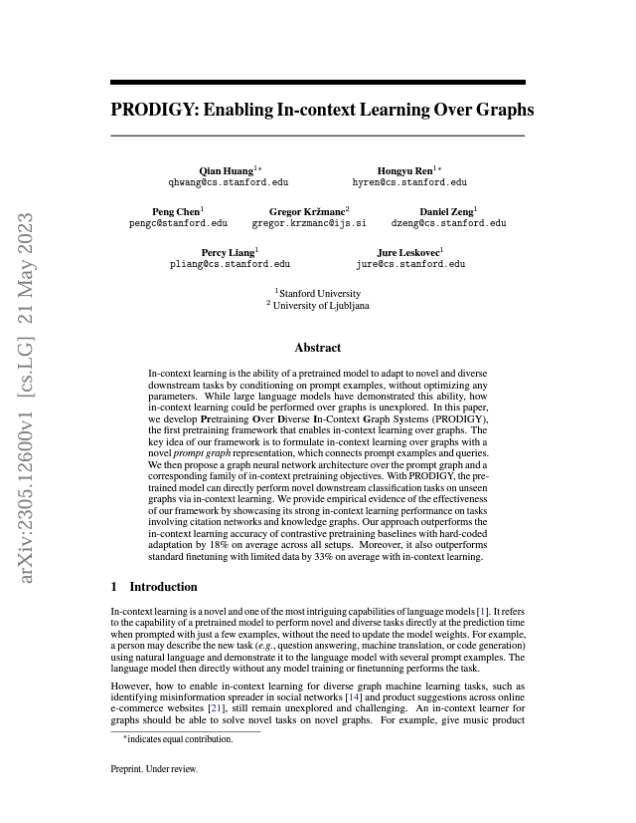 PRODIGY: Enabling In-context Learning Over Graphs
Qian Huang1* Hongyu Ren1*
qhwang@cs.stanford.edu hyren@cs.stanford.edu
Peng Chen1 Gregor Kržmanc2 Daniel Zeng1
pengc@stanford.edu gregor.krzmanc@ijs.si dzeng@cs.stanford.edu
Percy Liang1 Jure Leskovec1
pliang@cs.stanford.edu jure@cs.stanford.edu
1 Stanford University
2 University of Ljubljana
arXiv:2305.12600v1 [cs.LG] 21 May 2023
Abstract
In-context learning is the ability of a pretrained model to adapt to novel and diverse
downstream tasks by conditioning on prompt examples, without optimizing any
parameters. While large language models have demonstrated this ability, how
in-context learning could be performed over graphs is unexplored. In this paper,
we develop Pretraining Over Diverse In-Context Graph Systems (PRODIGY),
the first pretraining framework that enables in-context learning over graphs. The
key idea of our framework is to formulate in-context learning over graphs with a
novel prompt graph representation, which connects prompt examples and queries.
We then propose a graph neural network architecture over the prompt graph and a
corresponding family of in-context pretraining objectives. With PRODIGY, the pre-
trained model can directly perform novel downstream classification tasks on unseen
graphs via in-context learning. We provide empirical evidence of the effectiveness
of our framework by showcasing its strong in-context learning performance on tasks
involving citation networks and knowledge graphs. Our approach outperforms the
in-context learning accuracy of contrastive pretraining baselines with hard-coded
adaptation by 18% on average across all setups. Moreover, it also outperforms
standard finetuning with limited data by 33% on average with in-context learning.
1 Introduction
In-context learning is a novel and one of the most intriguing capabilities of language models [1]. It refers
to the capability of a pretrained model to perform novel and diverse tasks directly at the prediction time
when prompted with just a few examples, without the need to update the model weights. For example,
a person may describe the new task (e.g., question answering, machine translation, or code generation)
using natural language and demonstrate it to the language model with several prompt examples. The
language model then directly without any model training or finetunning performs the task.
However, how to enable in-context learning for diverse graph machine learning tasks, such as
identifying misinformation spreader in social networks [14] and product suggestions across online
e-commerce websites [21], still remain unexplored and challenging. An in-context learner for
graphs should be able to solve novel tasks on novel graphs. For example, give music product
*indicates equal contribution.
Preprint. Under review.